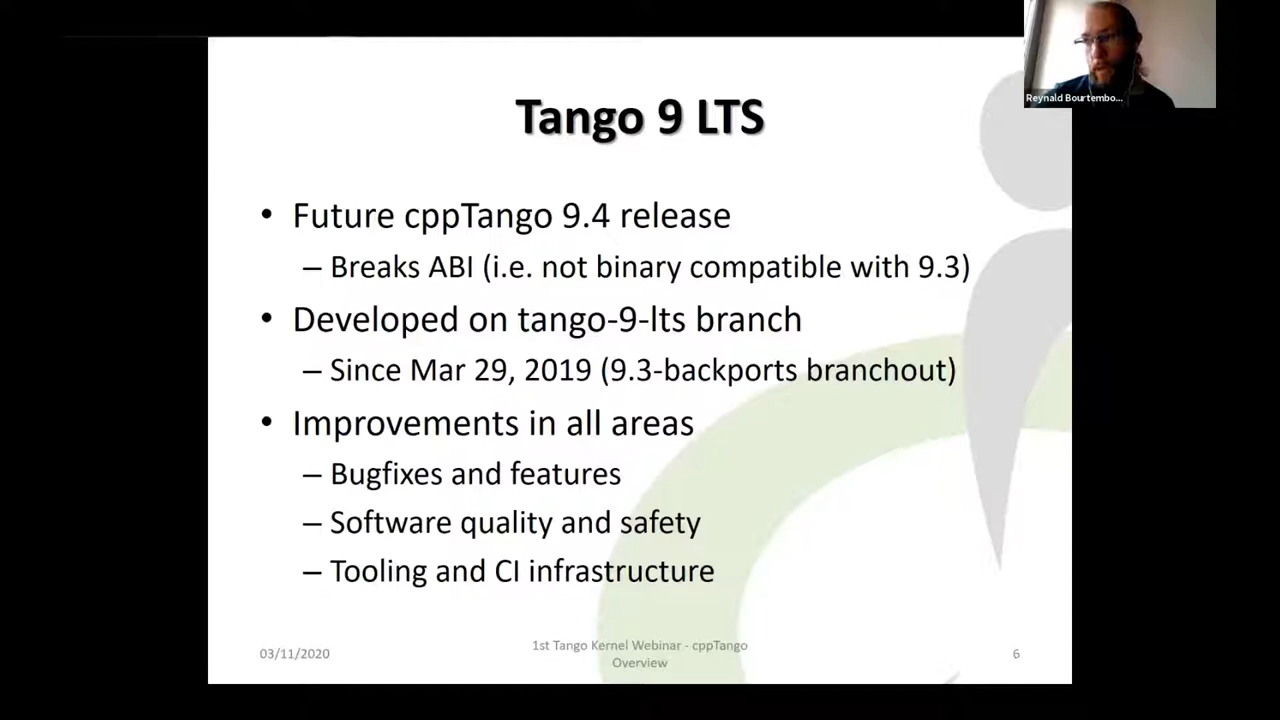 Reynald Bourtembo...
Tango 9 LTS
• Future cppTango 9.4 release
– Breaks ABI (i.e. not binary compatible with 9.3)
• Developed on tango-9-lts branch
– Since Mar 29, 2019 (9.3-backports branchout)
• Improvements in all areas
– Bugfixes and features
– Software quality and safety
– Tooling and CI infrastructure
03/11/2020
1st Tango Kernel Webinar - cppTango
Overview
6